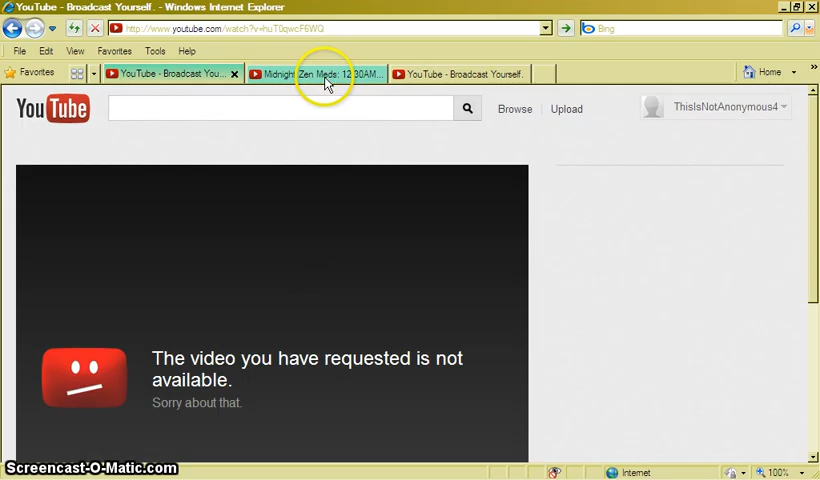 YouTube - Broadcast Yourself. - Windows Internet Explorer
http://www.youtube.com/watch?v=huT0qwcF6WQ
Bing
File Edit View Favorites Tools Help
Favorites
YouTube - Broadcast You...
Midnight Zen Meds: 12:30AM...
YouTube - Broadcast Yourself.
Home
YouTube
Browse
Upload
ThisIsNotAnonymous4
The video you have requested is not
available.
Sorry about that.
Screencast-O-Matic.com
Internet
100%